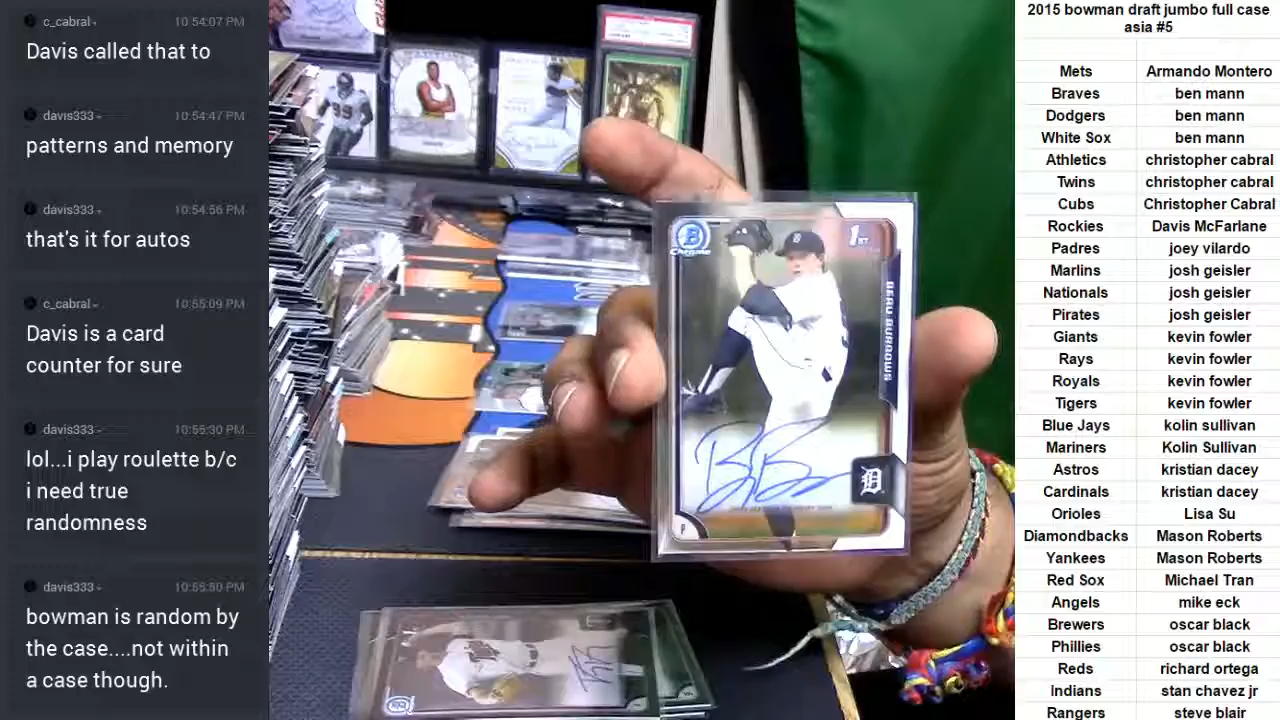 c_cabral
10:54:07 PM
Davis called that to
davis333
10:54:47 PM
patterns and memory
davis333
10:54:56 PM
that's it for autos
c_cabral
10:55:09 PM
Davis is a card
counter for sure
davis333
10:55:30 PM
lol...i play roulette b/c
i need true
randomness
davis333
10:55:50 PM
bowman is random by
the case....not within
a case though.
99
B
Chrome
1ST
BEAU BURROWS
D
P
2015 bowman draft jumbo full case
asia #5
Mets Armando Montero
Braves ben mann
Dodgers ben mann
White Sox ben mann
Athletics christopher cabral
Twins christopher cabral
Cubs Christopher Cabral
Rockies Davis McFarlane
Padres joey vilardo
Marlins josh geisler
Nationals josh geisler
Pirates josh geisler
Giants kevin fowler
Rays kevin fowler
Royals kevin fowler
Tigers kevin fowler
Blue Jays kolin sullivan
Mariners Kolin Sullivan
Astros kristian dacey
Cardinals kristian dacey
Orioles Lisa Su
Diamondbacks Mason Roberts
Yankees Mason Roberts
Red Sox Michael Tran
Angels mike eck
Brewers oscar black
Phillies oscar black
Reds richard ortega
Indians stan chavez jr
Rangers steve blair